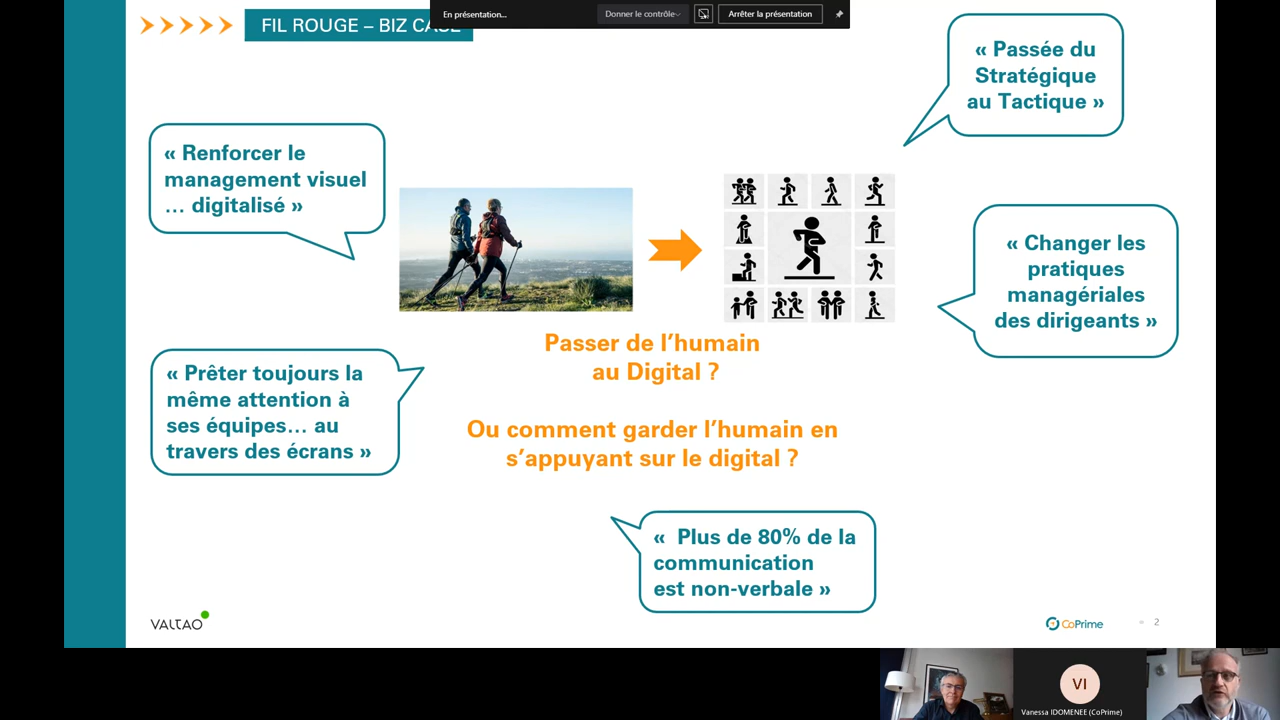 En présentation...
Donner le contrôle
Arrêter la présentation
FIL ROUGE – BIZ CASE
« Passée du
Stratégique
au Tactique »
« Renforcer le
management visuel
… digitalisé »
« Changer les
pratiques
managériales
des dirigeants »
Passer de l’humain
au Digital ?
« Prêter toujours la
même attention à
ses équipes… au
travers des écrans »
Ou comment garder l’humain en
s’appuyant sur le digital ?
« Plus de 80% de la
communication
est non-verbale »
VALTAO
CoPrime
2
VI
Vanessa IDOMENEE (CoPrime)